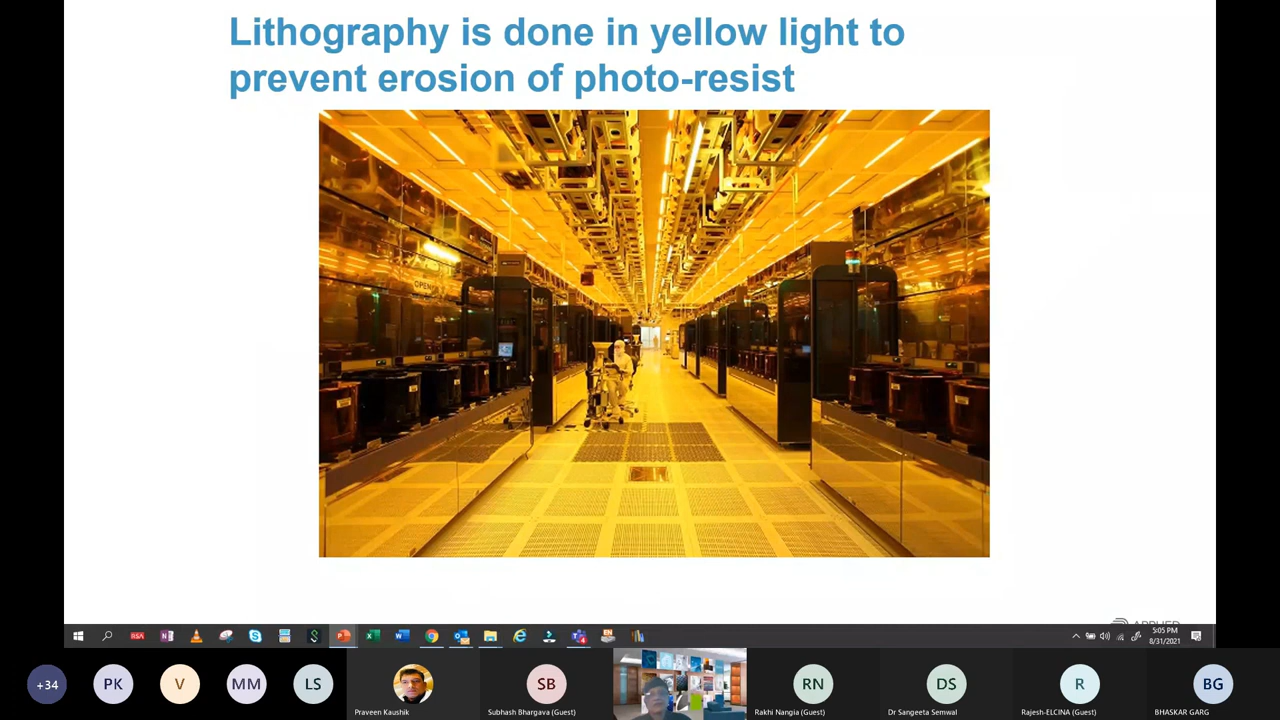 Lithography is done in yellow light to
prevent erosion of photo-resist
OPEN
RSA
EN
5:05 PM
8/31/2021
+34
PK
V
MM
LS
Praveen Kaushik
SB
Subhash Bhargava (Guest)
RN
Rakhi Nangia (Guest)
DS
Dr Sangeeta Semwal
R
Rajesh-ELCINA (Guest)
BG
BHASKAR GARG